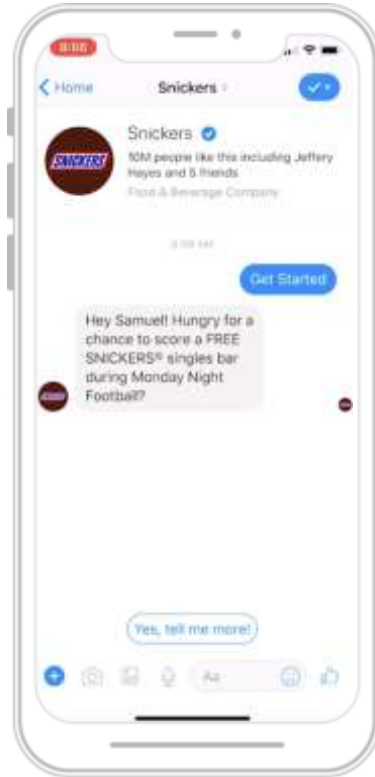 Home
Snickers
Snickers
SNICKERS
10M people like this including Jeffery
Hayes and 5 friends
Food & Beverage Company
Get Started
Hey Samuel! Hungry for a
chance to score a FREE
SNICKERS® singles bar
during Monday Night
Football?
Yes, tell me more!
Aa